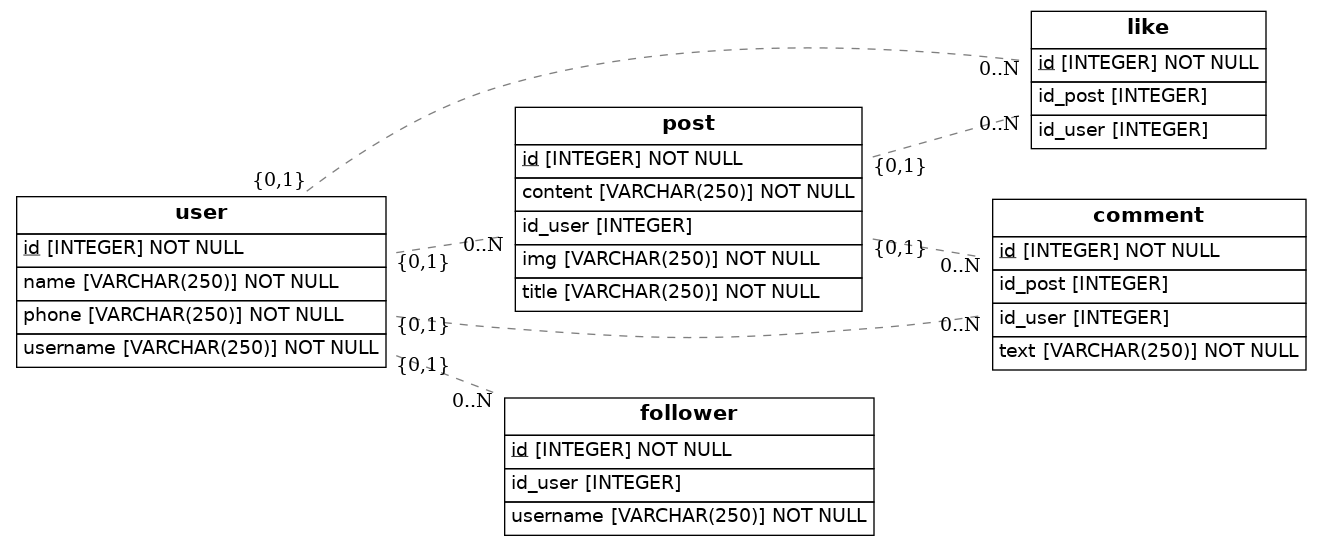 like
id [INTEGER] NOT NULL
id_post [INTEGER]
id_user [INTEGER]
0..N
0..N
post
id [INTEGER] NOT NULL
content [VARCHAR(250)] NOT NULL
id_user [INTEGER]
img [VARCHAR(250)] NOT NULL
title [VARCHAR(250)] NOT NULL
{0,1}
{0,1}
0..N
{0,1}
user
id [INTEGER] NOT NULL
name [VARCHAR(250)] NOT NULL
phone [VARCHAR(250)] NOT NULL
username [VARCHAR(250)] NOT NULL
{0,1}
{0,1}
{0,1}
comment
id [INTEGER] NOT NULL
id_post [INTEGER]
id_user [INTEGER]
text [VARCHAR(250)] NOT NULL
0..N
0..N
0..N
follower
id [INTEGER] NOT NULL
id_user [INTEGER]
username [VARCHAR(250)] NOT NULL